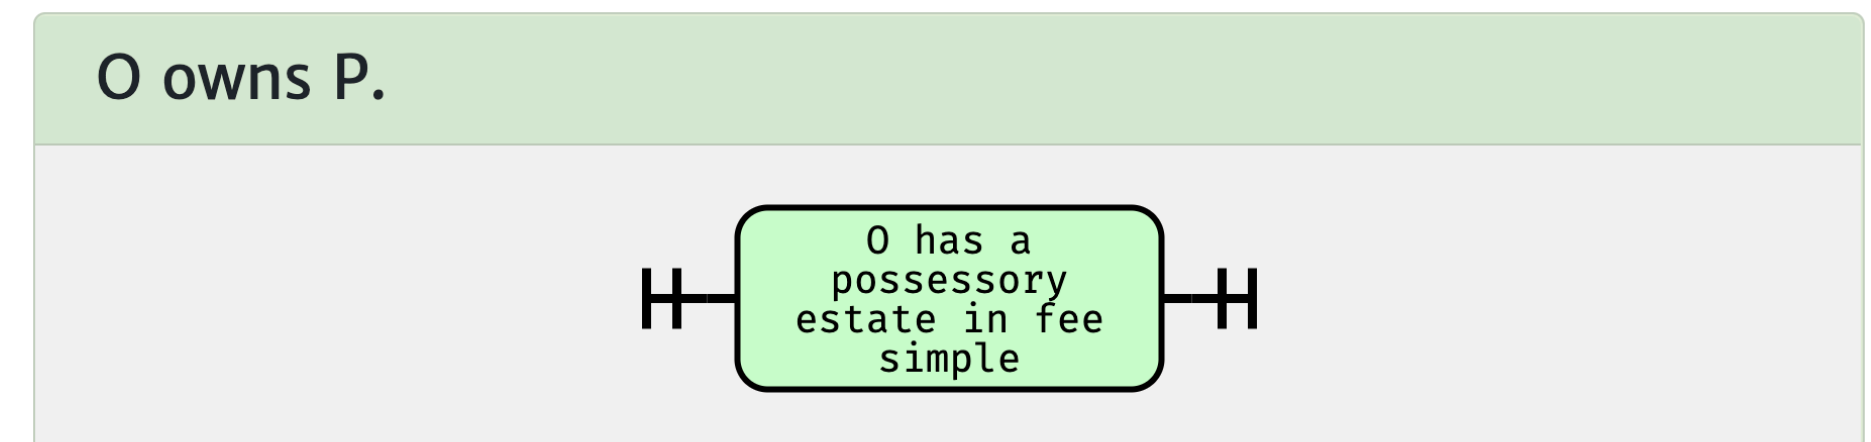 O owns P.
O has a
possessory
estate in fee
simple